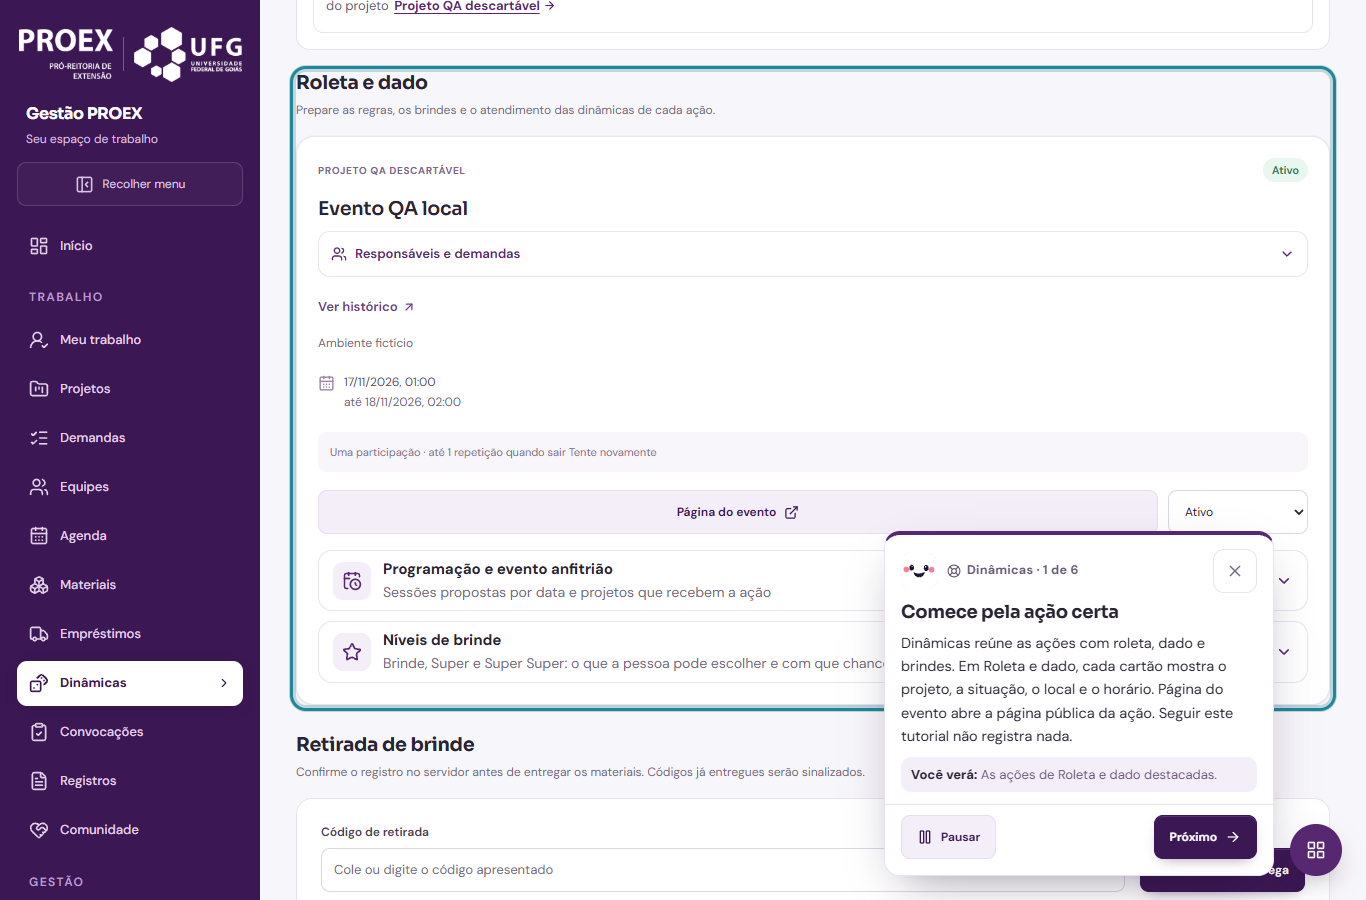 PROEX
PRÓ-REITORIA DE
EXTENSÃO
UFG
UNIVERSIDADE
FEDERAL DE GOIÁS
Gestão PROEX
Seu espaço de trabalho
Recolher menu
Início
TRABALHO
Meu trabalho
Projetos
Demandas
Equipes
Agenda
Materiais
Empréstimos
Dinâmicas
Convocações
Registros
Comunidade
GESTÃO
do projeto Projeto QA descartável →
Roleta e dado
Prepare as regras, os brindes e o atendimento das dinâmicas de cada ação.
PROJETO QA DESCARTÁVEL
Ativo
Evento QA local
Responsáveis e demandas
Ver histórico
Ambiente fictício
17/11/2026, 01:00
até 18/11/2026, 02:00
Uma participação · até 1 repetição quando sair Tente novamente
Página do evento
Ativo
Programação e evento anfitrião
Sessões propostas por data e projetos que recebem a ação
Níveis de brinde
Brinde, Super e Super Super: o que a pessoa pode escolher e com que
Retirada de brinde
Confirme o registro no servidor antes de entregar os materiais. Códigos já entregues serão sinalizados.
Código de retirada
Cole ou digite o código apresentado
Dinâmicas · 1 de 6
Comece pela ação certa
Dinâmicas reúne as ações com roleta, dado e
brindes. Em Roleta e dado, cada cartão mostra o
projeto, a situação, o local e o horário. Página do
evento abre a página pública da ação. Seguir este
tutorial não registra nada.
Você verá: As ações de Roleta e dado destacadas.
Pausar
Próximo →